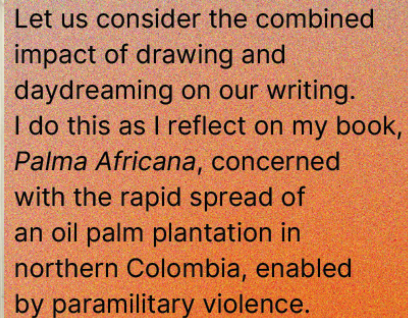 Let us consider the combined
impact of drawing and
daydreaming on our writing.
I do this as I reflect on my book,
Palma Africana, concerned
with the rapid spread of
an oil palm plantation in
northern Colombia, enabled
by paramilitary violence.